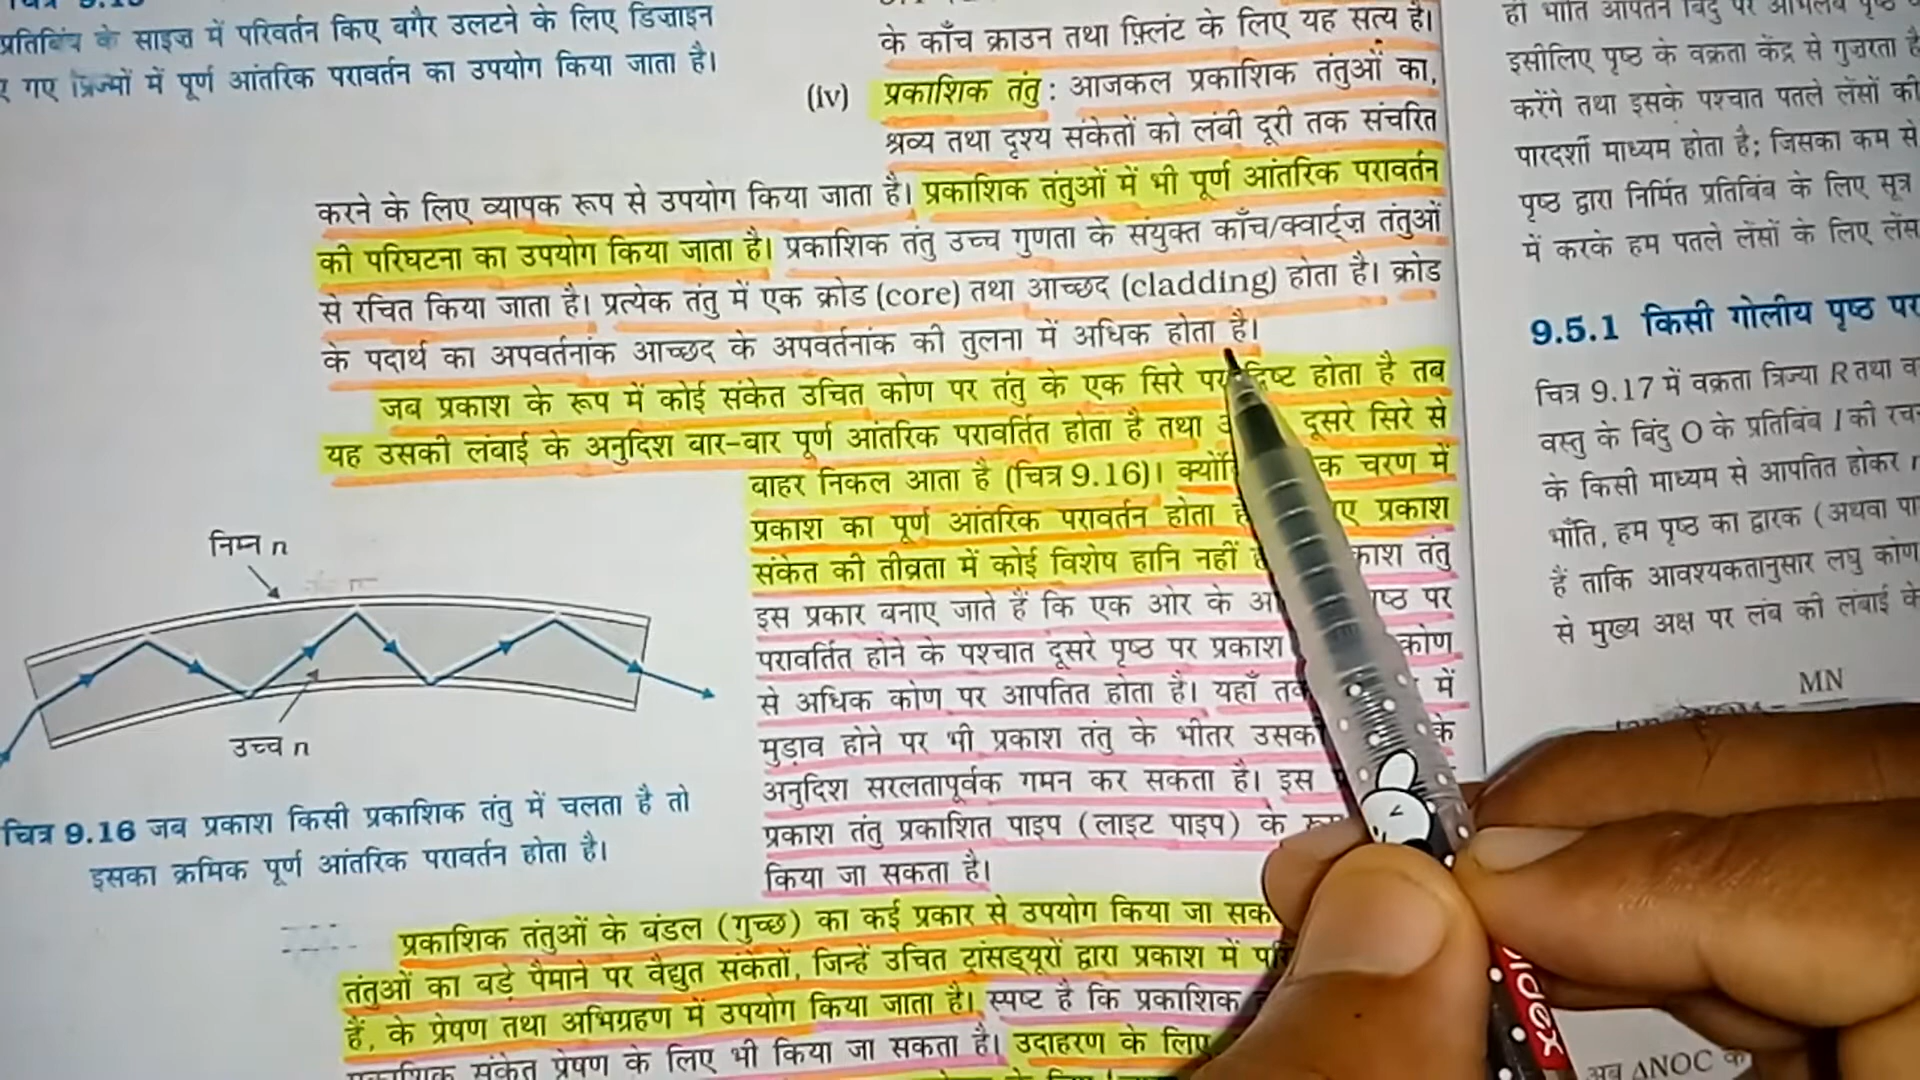 प्रतिबिंब के साइज़ में परिवर्तन किए बगैर उलटने के लिए डिज़ाइन
गए प्रिज्मों में पूर्ण आंतरिक परावर्तन का उपयोग किया जाता है।
के काँच क्राउन तथा फ़्लिंट के लिए यह सत्य है।
(iv) प्रकाशिक तंतु : आजकल प्रकाशिक तंतुओं का,
श्रव्य तथा दृश्य संकेतों को लंबी दूरी तक संचरित
करने के लिए व्यापक रूप से उपयोग किया जाता है। प्रकाशिक तंतुओं में भी पूर्ण आंतरिक परावर्तन
की परिघटना का उपयोग किया जाता है। प्रकाशिक तंतु उच्च गुणता के संयुक्त काँच/क्वार्ट्ज़ तंतुओं
से रचित किया जाता है। प्रत्येक तंतु में एक क्रोड (core) तथा आच्छद (cladding) होता है। क्रोड
के पदार्थ का अपवर्तनांक आच्छद के अपवर्तनांक की तुलना में अधिक होता है।
जब प्रकाश के रूप में कोई संकेत उचित कोण पर तंतु के एक सिरे पर दिष्ट होता है तब
यह उसकी लंबाई के अनुदिश बार-बार पूर्ण आंतरिक परावर्तित होता है तथा दूसरे सिरे से
बाहर निकल आता है (चित्र 9.16)। क चरण में
प्रकाश का पूर्ण आंतरिक परावर्तन होता प्रकाश
संकेत की तीव्रता में कोई विशेष हानि नहीं तंतु
इस प्रकार बनाए जाते हैं कि एक ओर के पर
परावर्तित होने के पश्चात दूसरे पृष्ठ पर प्रकाश कोण
से अधिक कोण पर आपतित होता है। यहाँ में
मुड़ाव होने पर भी प्रकाश तंतु के भीतर के
अनुदिश सरलतापूर्वक गमन कर सकता है। इस
प्रकाश तंतु प्रकाशित पाइप (लाइट पाइप) के
किया जा सकता है।
निम्न n
उच्च n
चित्र 9.16 जब प्रकाश किसी प्रकाशिक तंतु में चलता है तो
इसका क्रमिक पूर्ण आंतरिक परावर्तन होता है।
प्रकाशिक तंतुओं के बंडल (गुच्छ) का कई प्रकार से उपयोग किया जा
तंतुओं का बड़े पैमाने पर वैद्युत संकेतों, जिन्हें उचित ट्रांसड्यूरों द्वारा प्रकाश में
हैं, के प्रेषण तथा अभिग्रहण में उपयोग किया जाता है। स्पष्ट है कि प्रकाशिक
प्रकाशिक संकेत प्रेषण के लिए भी किया जा सकता है। उदाहरण के लिए
इसीलिए पृष्ठ के वक्रता केंद्र से गुज़रता है
करेंगे तथा इसके पश्चात पतले लेंसों की
पारदर्शी माध्यम होता है; जिसका कम से
पृष्ठ द्वारा निर्मित प्रतिबिंब के लिए सूत्र
में करके हम पतले लेंसों के लिए लेंस
9.5.1 किसी गोलीय पृष्ठ पर
चित्र 9.17 में वक्रता त्रिज्या R तथा
वस्तु के बिंदु O के प्रतिबिंब I की
के किसी माध्यम से आपतित होकर
भाँति, हम पृष्ठ का द्वारक (अथवा
हैं ताकि आवश्यकतानुसार लघु कोण
से मुख्य अक्ष पर लंब की लंबाई के
MN
अब ΔNOC के